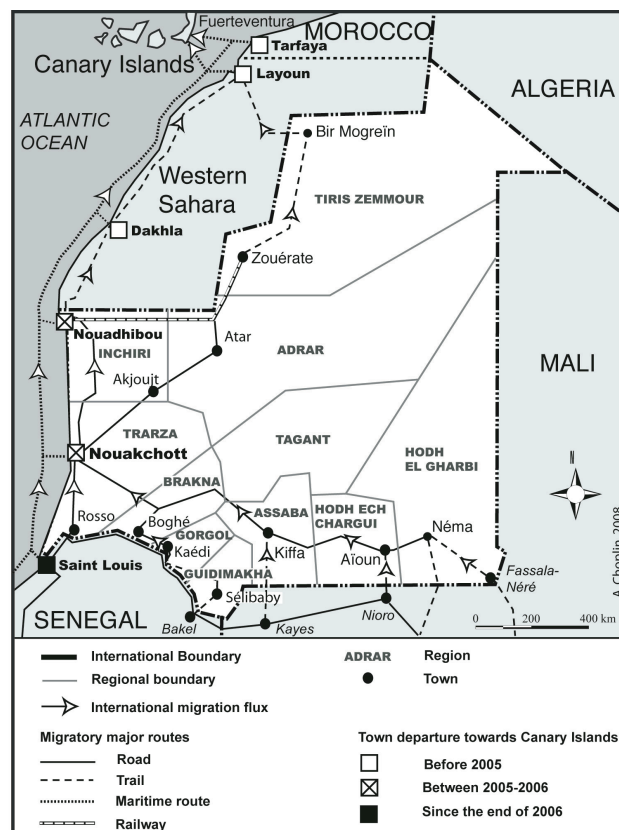 Fuerteventura
MOROCCO
Tarfaya
Canary Islands
Layoun
ALGERIA
ATLANTIC
OCEAN
Bir Mogreïn
Western
Sahara
TIRIS ZEMMOUR
Dakhla
Zouérate
Nouadhibou
Atar
INCHIRI
ADRAR
MALI
Akjoujt
TRARZA
TAGANT
HODH
EL GHARBI
Nouakchott
N
BRAKNA
ASSABA
HODH ECH
CHARGUI
Rosso
Boghé
GORGOL
Néma
Kaédi
Kiffa
Aïoun
Saint Louis
GUIDIMAKHA
Fassala-
Néré
Sélibaby
SENEGAL
Bakel
Kayes
Nioro
0 200 400 km
A Choplin, 2008
International Boundary
ADRAR Region
Regional boundary
Town
International migration flux
Migratory major routes
Town departure towards Canary Islands
Road
Before 2005
Trail
Between 2005-2006
Maritime route
Since the end of 2006
Railway